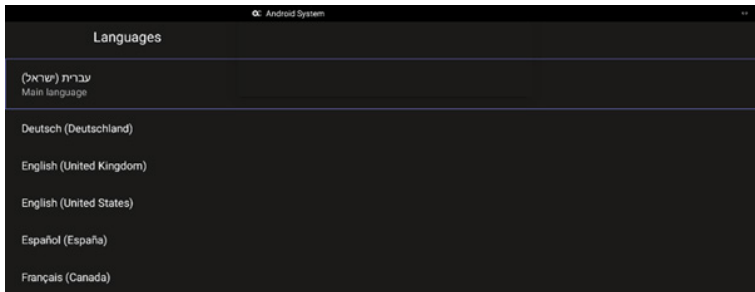 Android System
Languages
עברית (ישראל)
Main language
Deutsch (Deutschland)
English (United Kingdom)
English (United States)
Español (España)
Français (Canada)